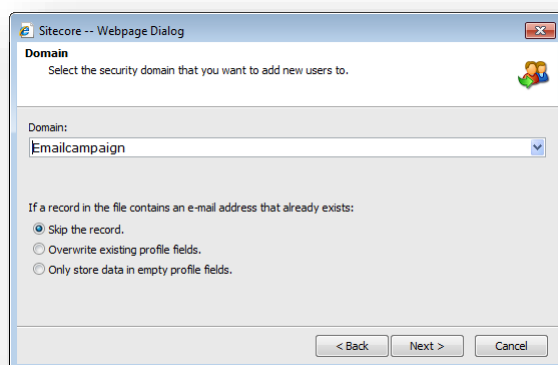 Sitecore -- Webpage Dialog
Domain
Select the security domain that you want to add new users to.
Domain:
Emailcampaign
If a record in the file contains an e-mail address that already exists:
Skip the record.
Overwrite existing profile fields.
Only store data in empty profile fields.
< Back Next > Cancel